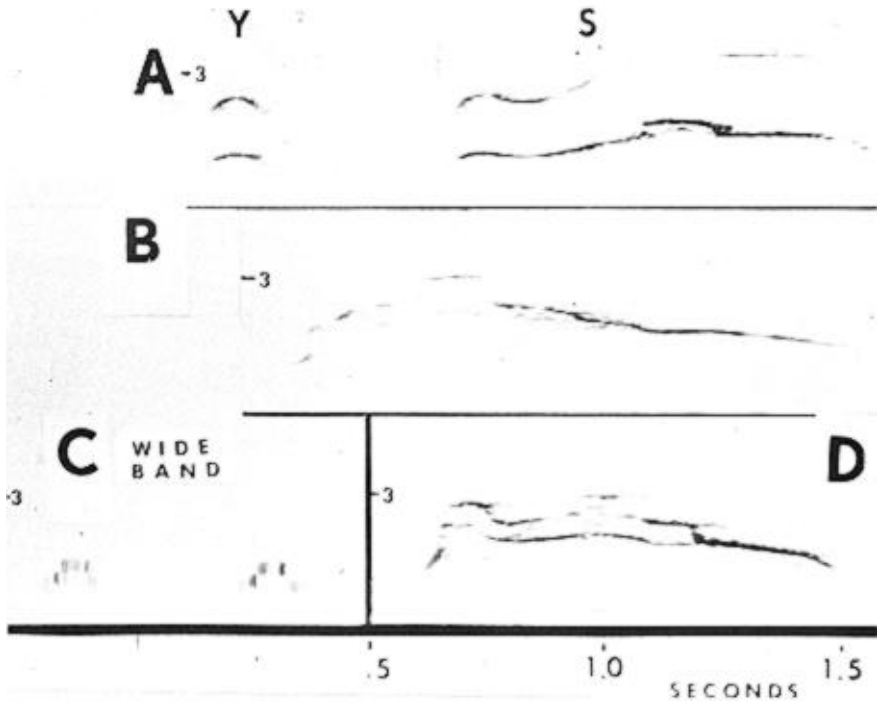 Y S
A -3
B -3
C WIDE BAND -3 -3 D
.5 1.0 1.5
SECONDS